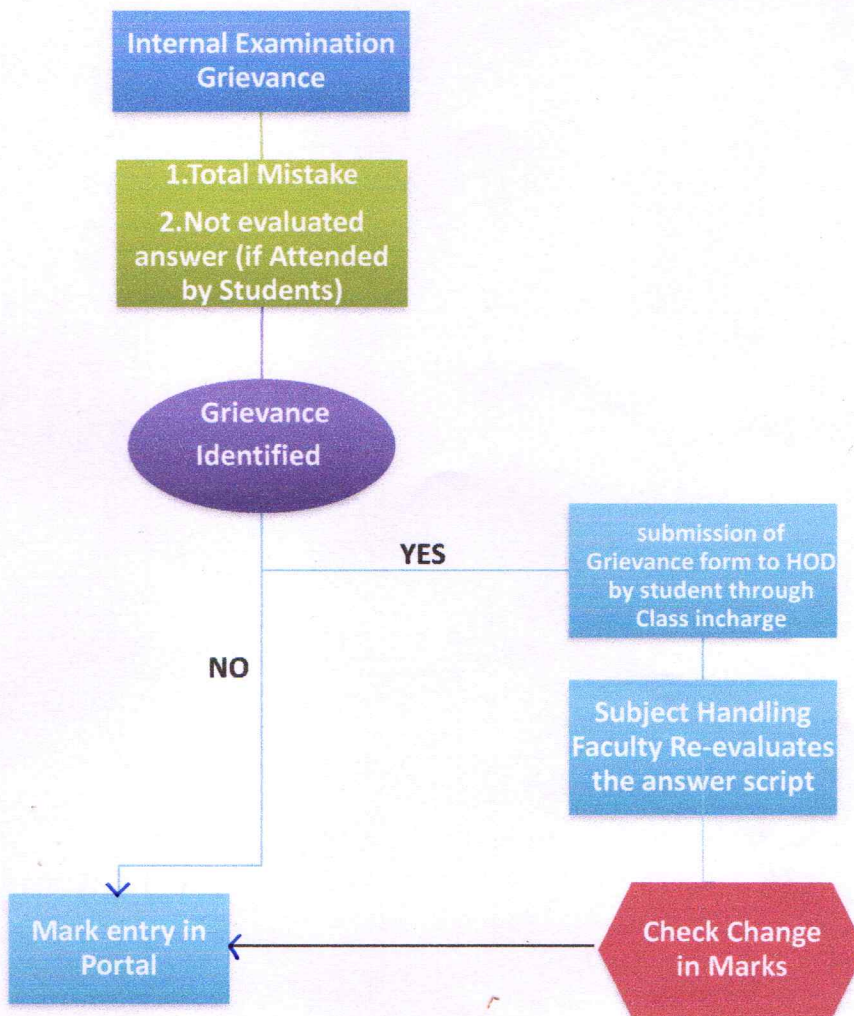 Internal Examination
Grievance
1.Total Mistake
2.Not evaluated
answer (if Attended
by Students)
Grievance
Identified
YES
submission of
Grievance form to HOD
by student through
Class incharge
NO
Subject Handling
Faculty Re-evaluates
the answer script
Mark entry in
Portal
Check Change
in Marks